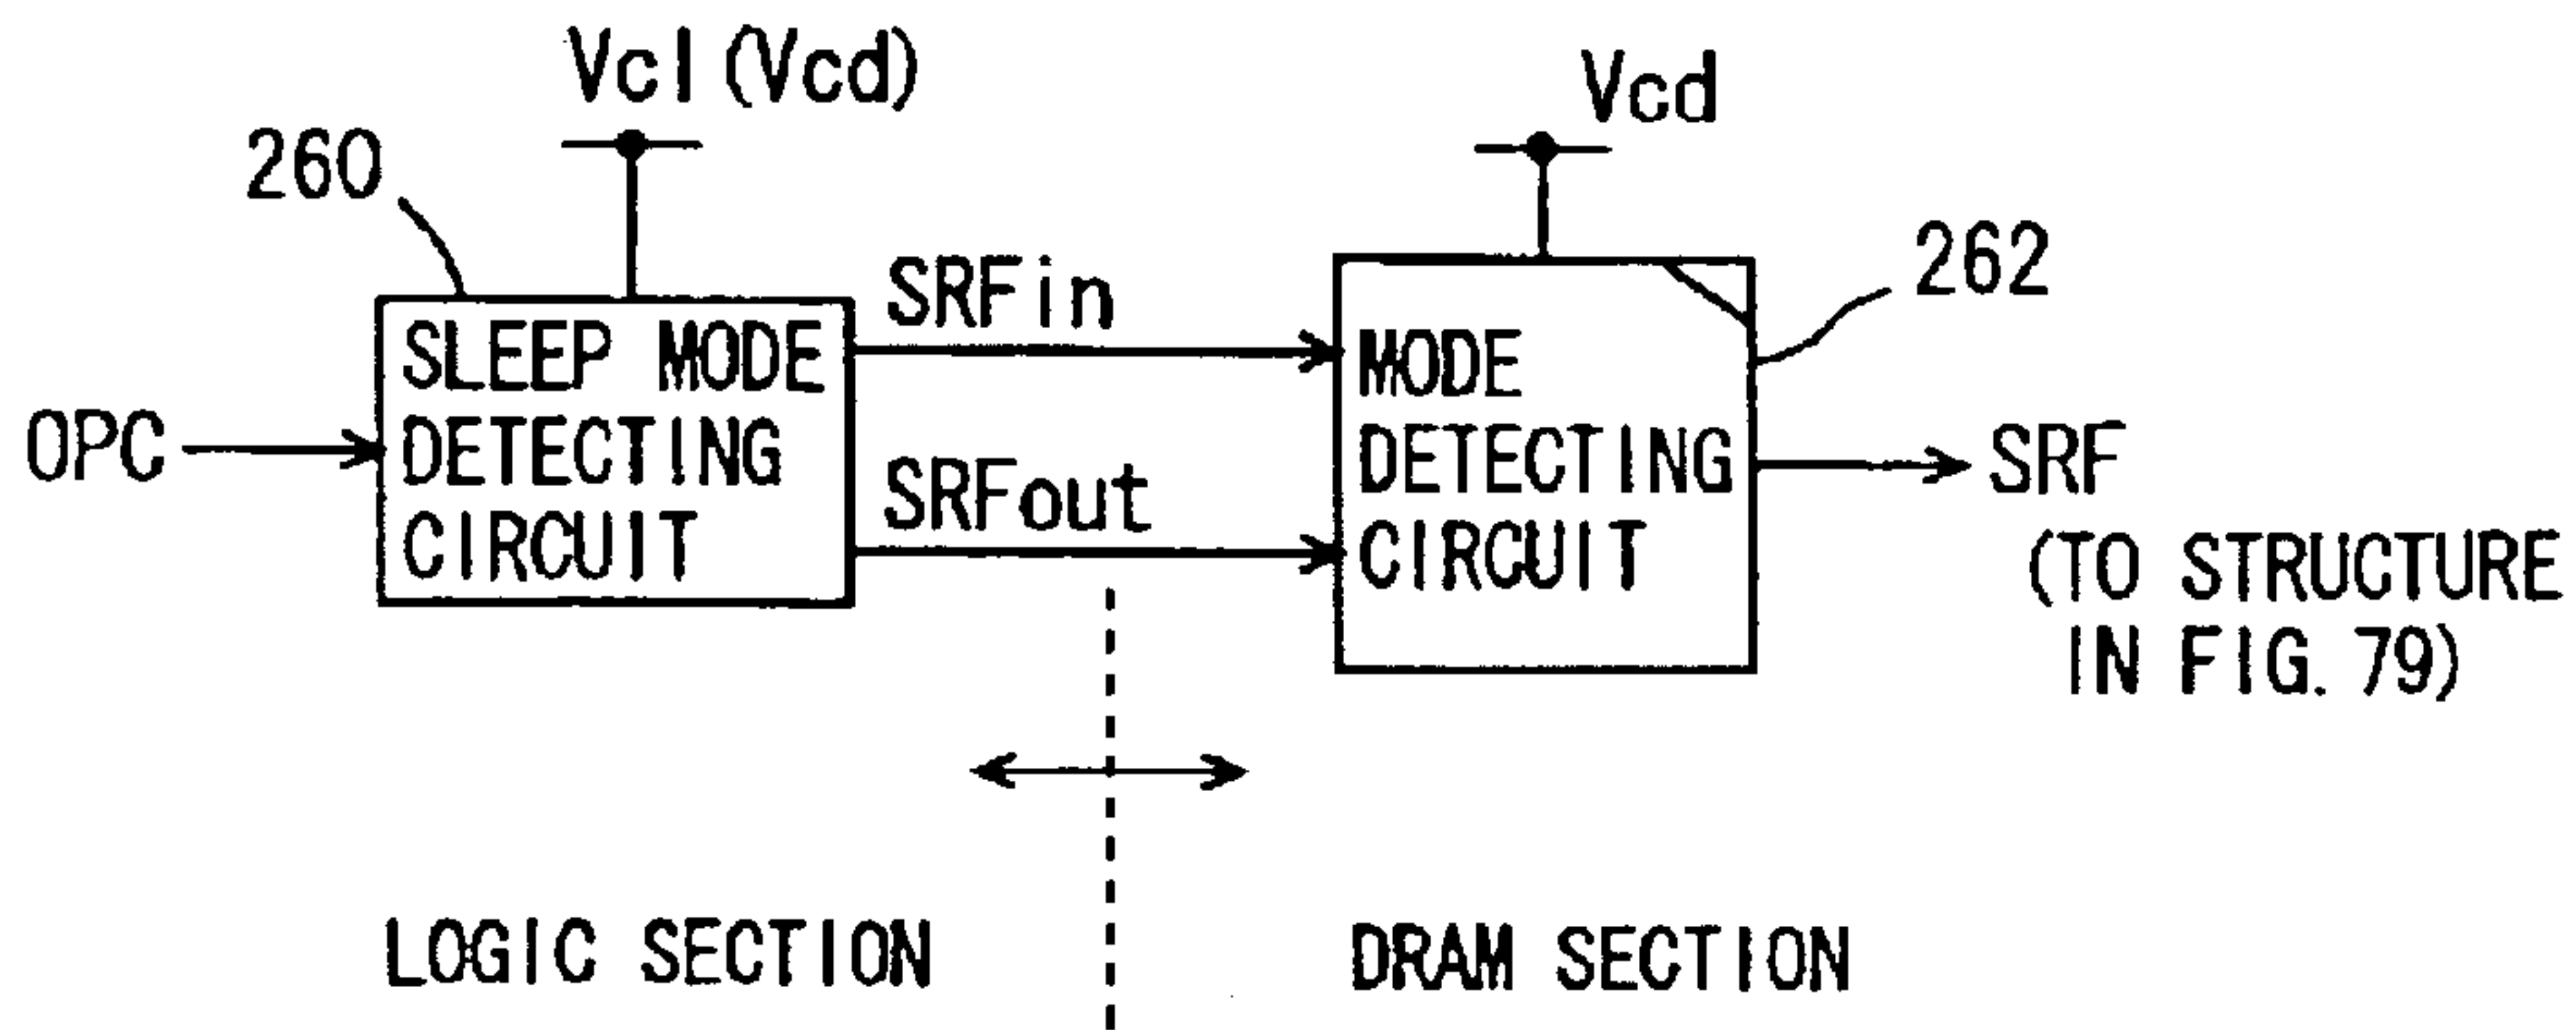 Vcl (Vcd)
Vcd
260
262
SRFin
SLEEP MODE
DETECTING
CIRCUIT
OPC
SRFout
MODE
DETECTING
CIRCUIT
SRF
(TO STRUCTURE
IN FIG. 79)
LOGIC SECTION
DRAM SECTION